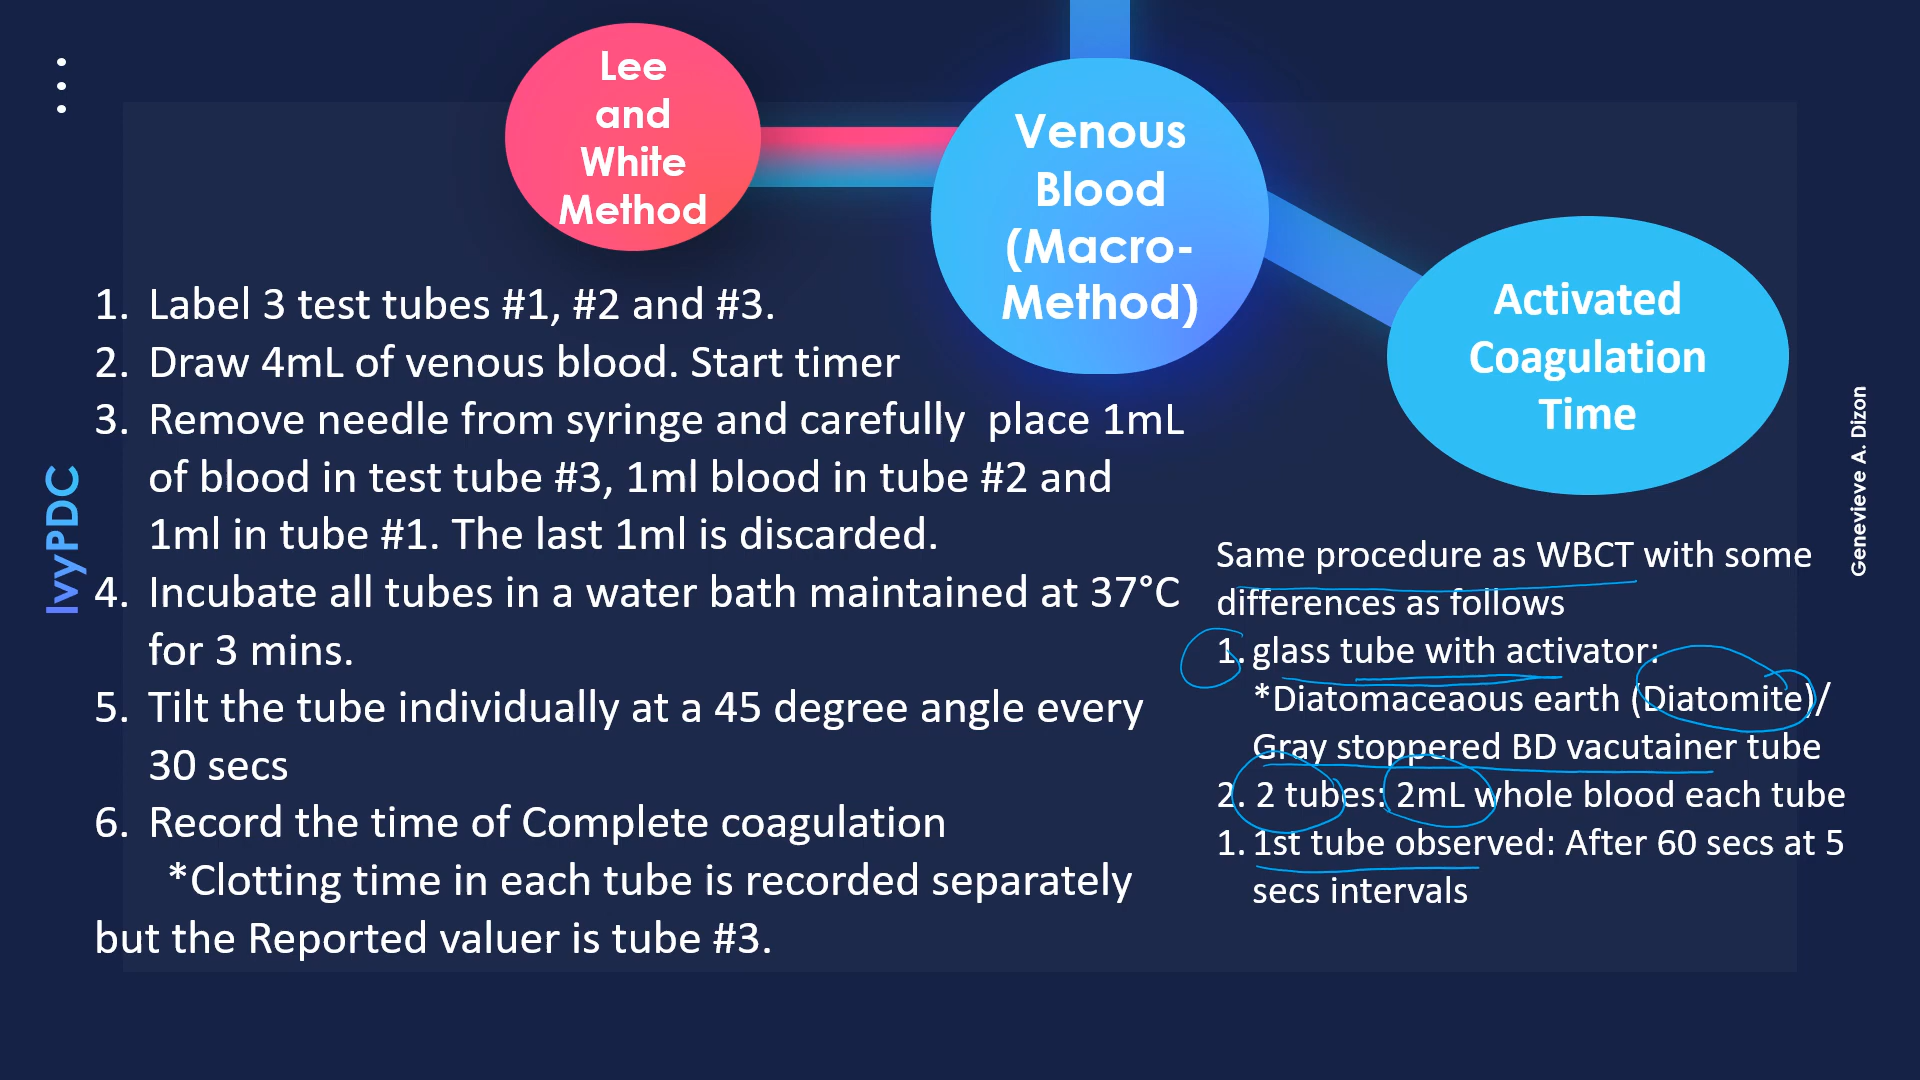 Lee
and
White
Method
Venous
Blood
(Macro-
Method)
Activated
Coagulation
Time
1. Label 3 test tubes #1, #2 and #3.
2. Draw 4mL of venous blood. Start timer
3. Remove needle from syringe and carefully place 1mL
of blood in test tube #3, 1ml blood in tube #2 and
1ml in tube #1. The last 1ml is discarded.
4. Incubate all tubes in a water bath maintained at 37°C
for 3 mins.
5. Tilt the tube individually at a 45 degree angle every
30 secs
6. Record the time of Complete coagulation
*Clotting time in each tube is recorded separately
but the Reported valuer is tube #3.
Same procedure as WBCT with some
differences as follows
1. glass tube with activator:
*Diatomaceaous earth (Diatomite)/
Gray stoppered BD vacutainer tube
2. 2 tubes: 2mL whole blood each tube
1. 1st tube observed: After 60 secs at 5
secs intervals
IvyPDC
Genevieve A. Dizon